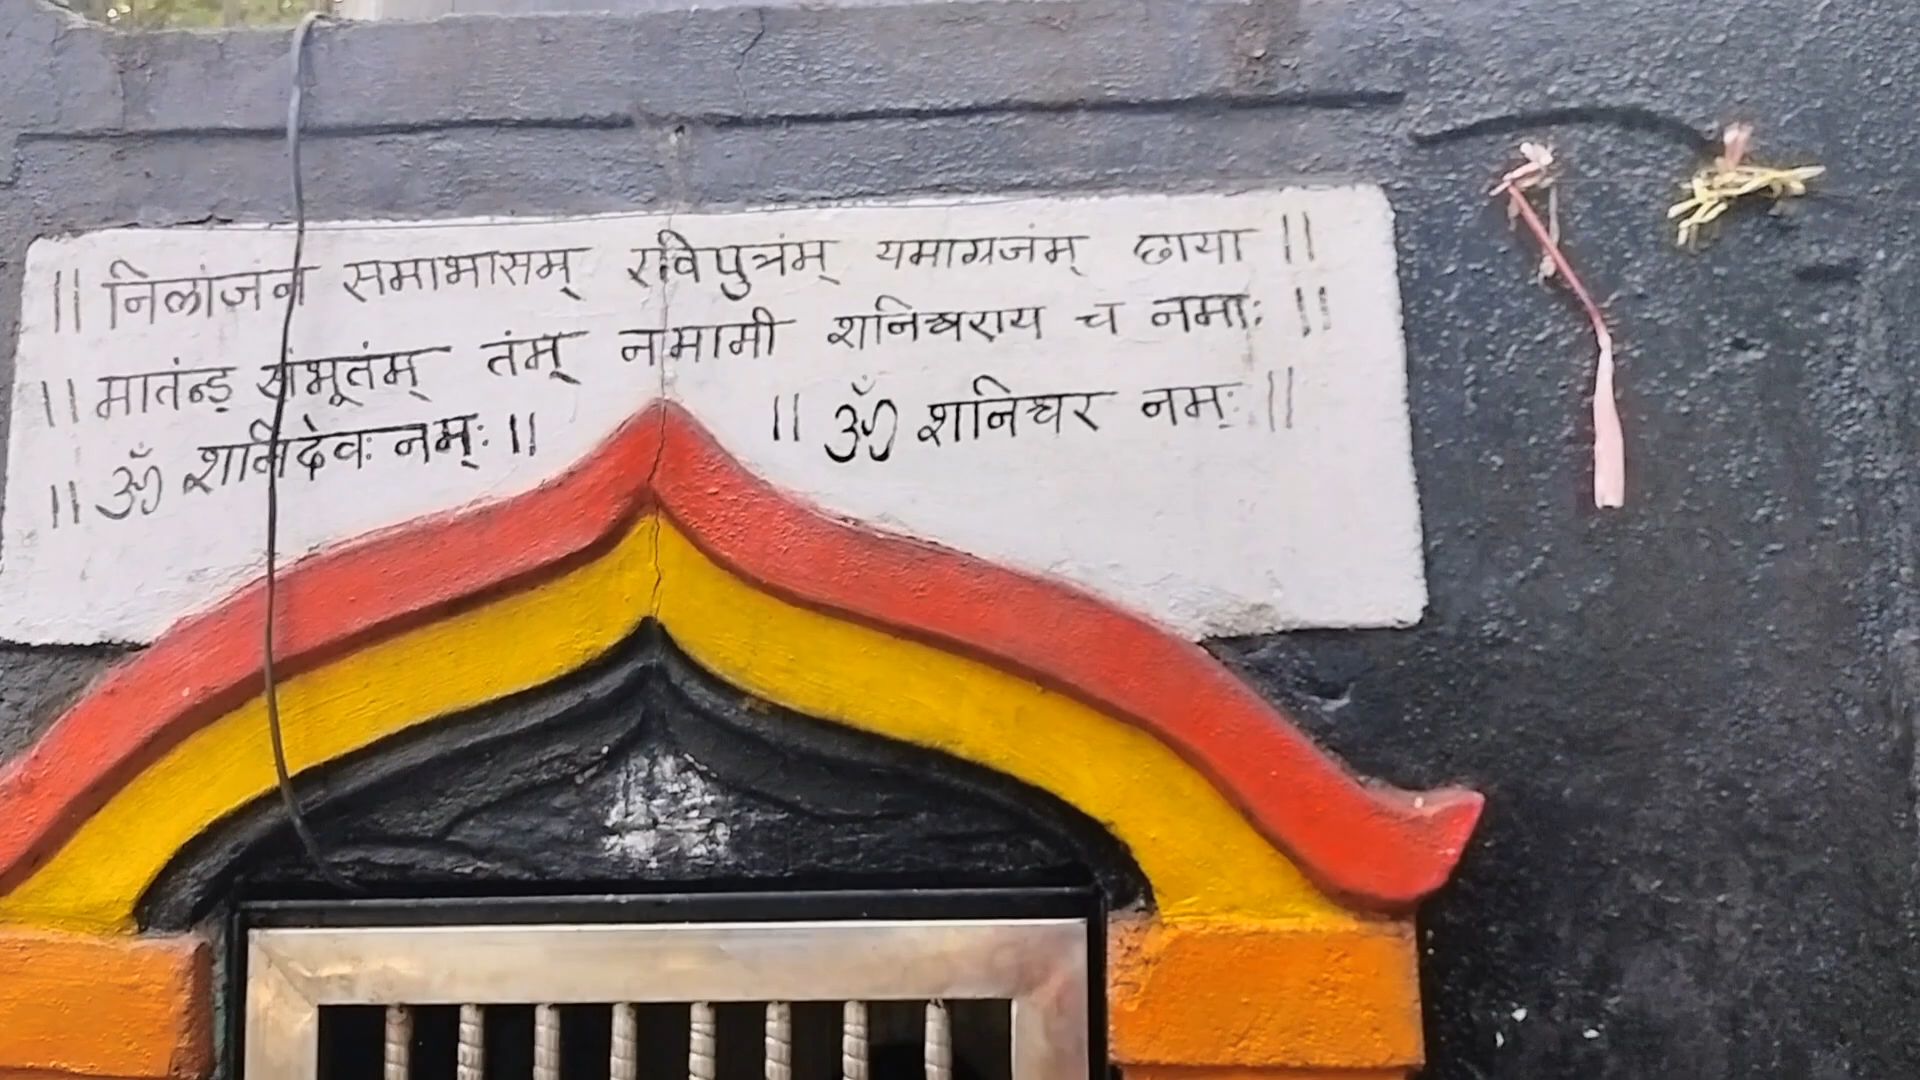 || निलांजन समाभासम् रविपुत्रंम् यमाग्रजंम् छाया ||
|| मातंन्ड़ संभूतंम् तंम् नमामी शनिश्चराय च नमाः ||
|| ॐ शनिदेवः नम्ः || || ॐ शनिश्चर नमः ||